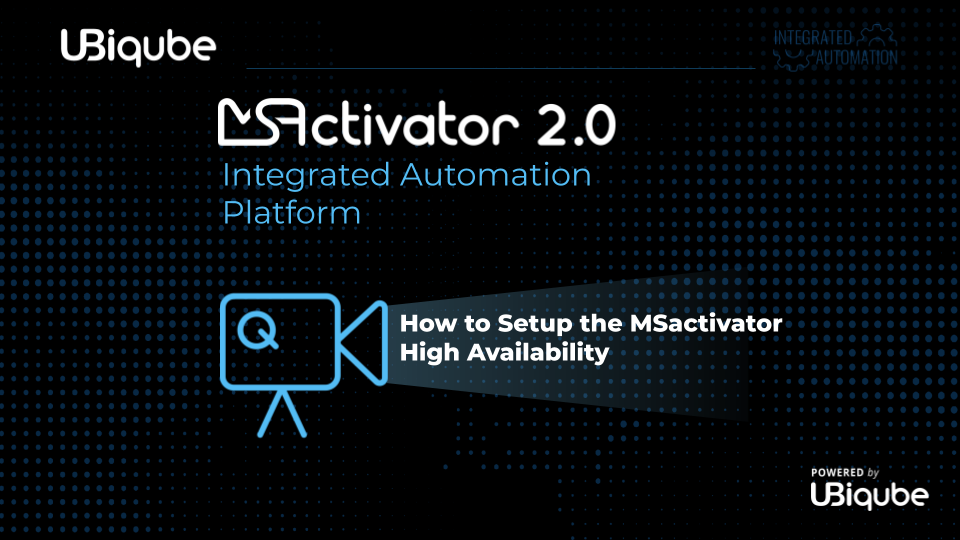 UBiqube
INTEGRATED
AUTOMATION
MSActivator 2.0
Integrated Automation
Platform
Q
How to Setup the MSactivator
High Availability
POWERED by
UBiqube